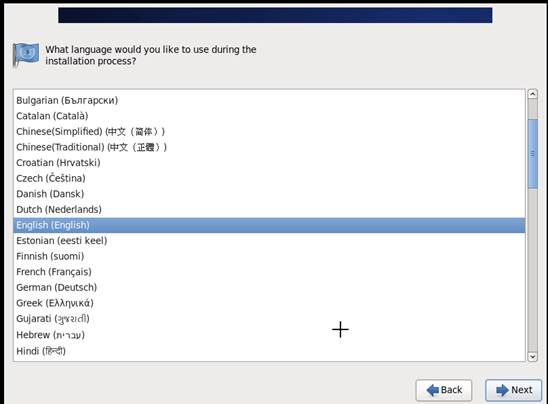 What language would you like to use during the
installation process?
Bulgarian (Български)
Catalan (Català)
Chinese(Simplified) (中文（简体）)
Chinese(Traditional) (中文（正體）)
Croatian (Hrvatski)
Czech (Čeština)
Danish (Dansk)
Dutch (Nederlands)
English (English)
Estonian (eesti keel)
Finnish (suomi)
French (Français)
German (Deutsch)
Greek (Ελληνικά)
Gujarati (ગુજરાતી)
Hebrew (עברית)
Hindi (हिन्दी)
Back
Next